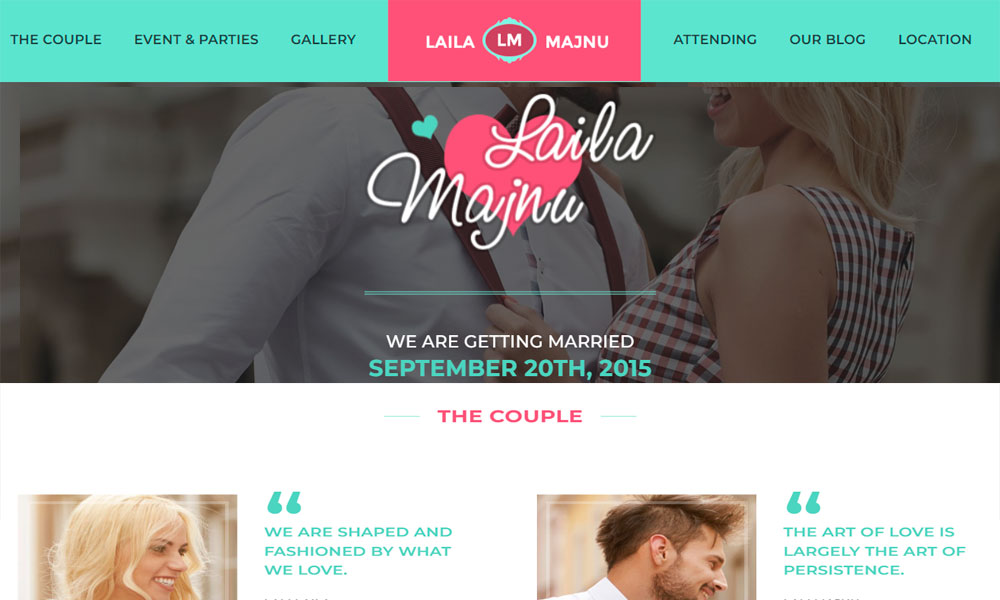 THE COUPLE EVENT & PARTIES GALLERY LAILA LM MAJNU ATTENDING OUR BLOG LOCATION
Laila
Majnu
WE ARE GETTING MARRIED
SEPTEMBER 20TH, 2015
THE COUPLE
WE ARE SHAPED AND
FASHIONED BY WHAT
WE LOVE.
THE ART OF LOVE IS
LARGELY THE ART OF
PERSISTENCE.